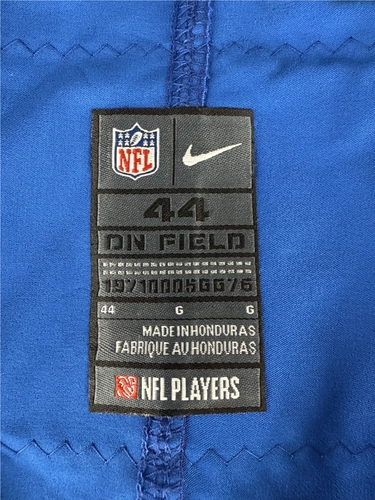 NFL
44
ON FIELD
44 G G
MADE IN HONDURAS
FABRIQUE AU HONDURAS
NFL PLAYERS